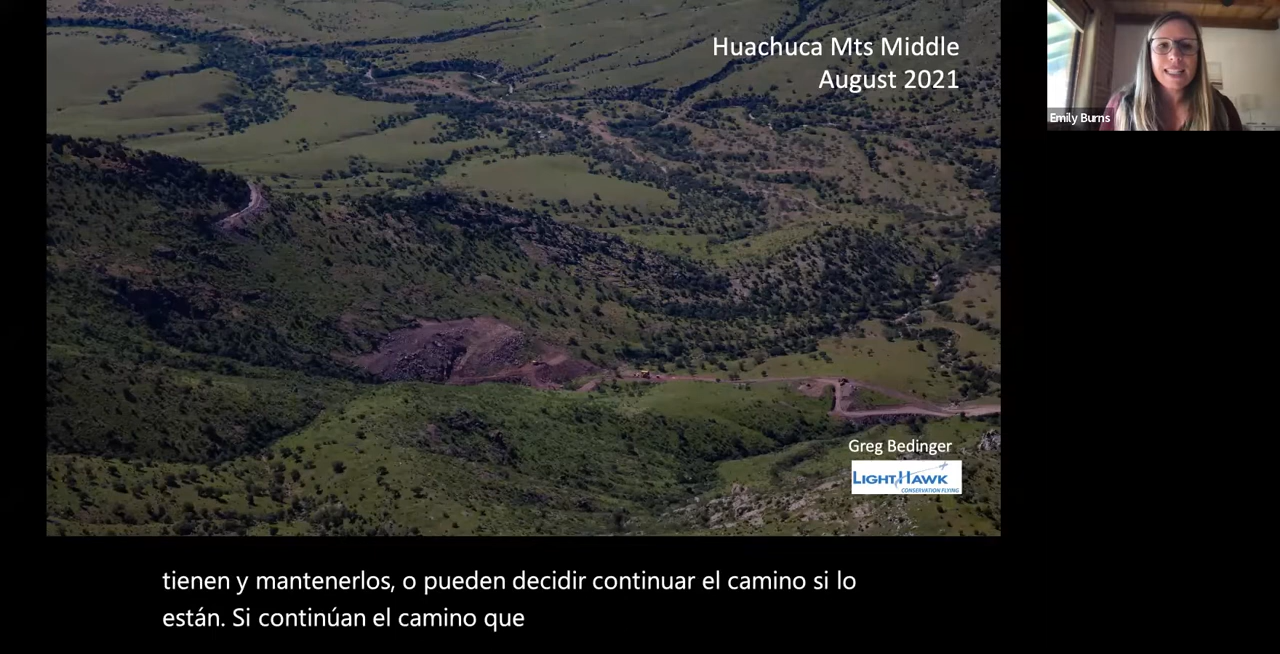 Huachuca Mts Middle
August 2021
Emily Burns
Greg Bedinger
LIGHTHAWK
CONSERVATION FLYING
tienen y mantenerlos, o pueden decidir continuar el camino si lo
están. Si continúan el camino que